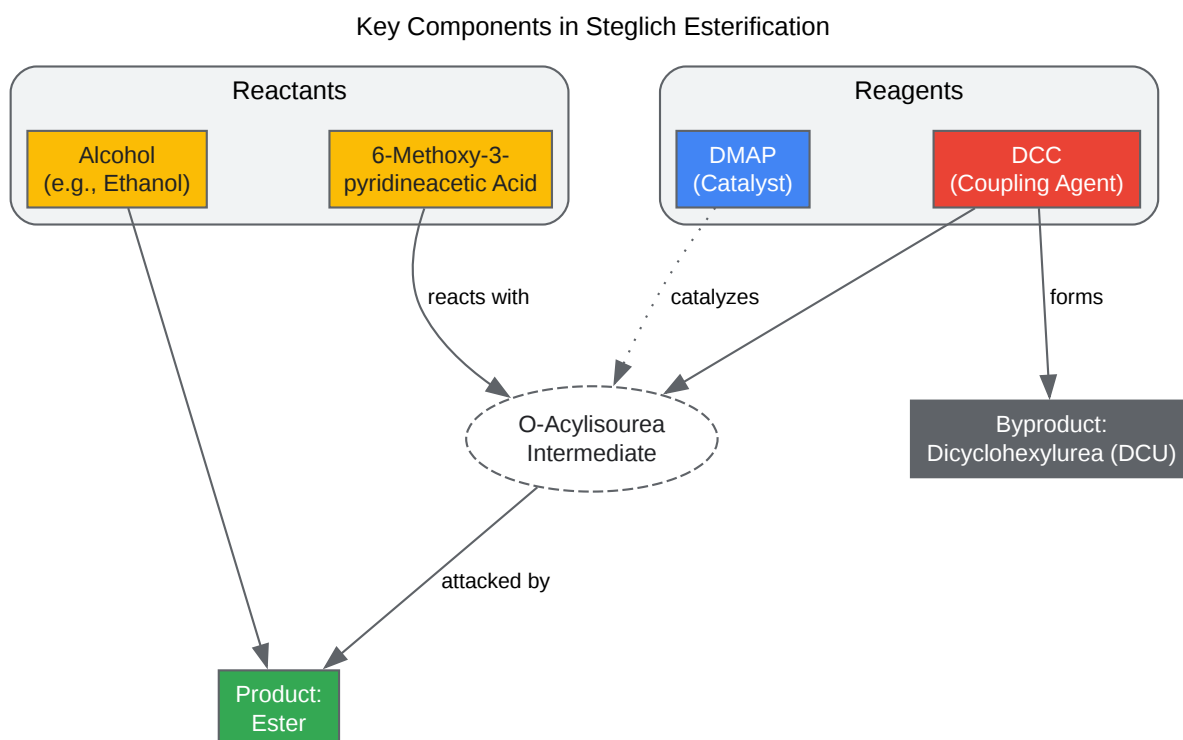 Key Components in Steglich Esterification
Reactants
Reagents
Alcohol
(e.g., Ethanol)
6-Methoxy-3-
pyridineacetic Acid
DMAP
(Catalyst)
DCC
(Coupling Agent)
reacts with
catalyzes
forms
O-Acylisourea
Intermediate
Byproduct:
Dicyclohexylurea (DCU)
attacked by
Product:
Ester